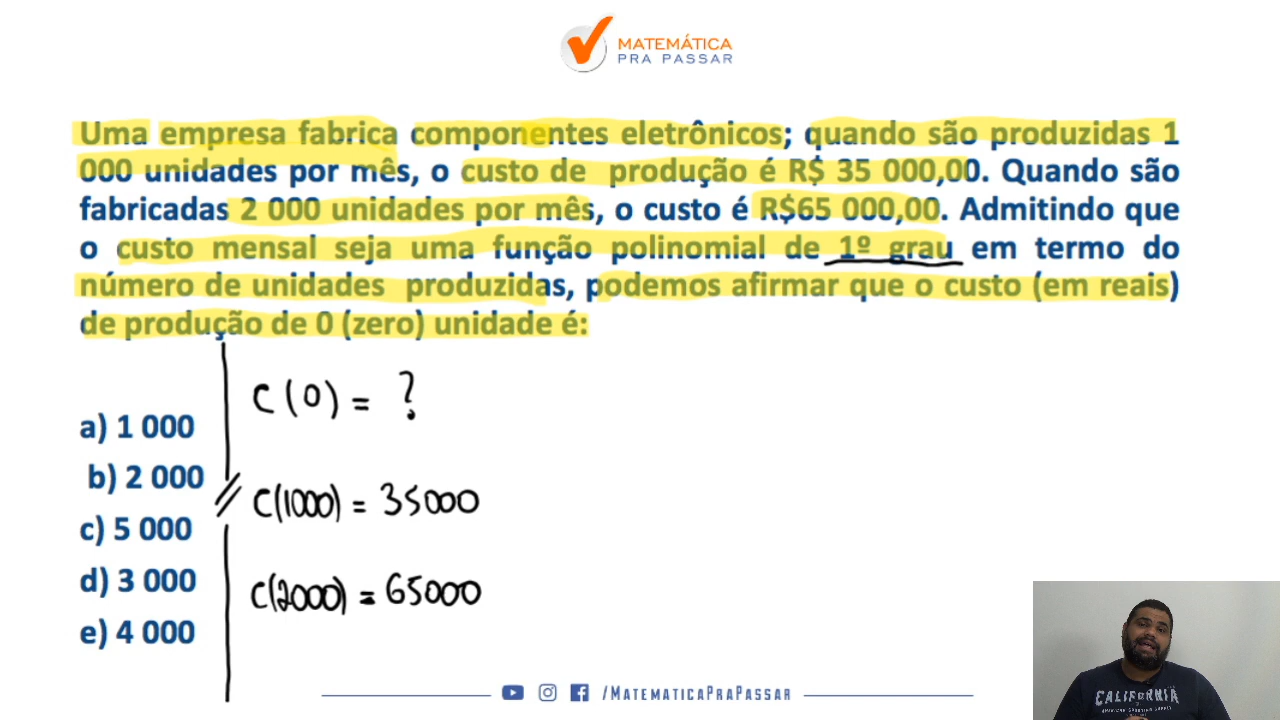 MATEMÁTICA
PRA PASSAR
Uma empresa fabrica componentes eletrônicos; quando são produzidas 1
000 unidades por mês, o custo de produção é R$ 35 000,00. Quando são
fabricadas 2 000 unidades por mês, o custo é R$65 000,00. Admitindo que
o custo mensal seja uma função polinomial de 1º grau em termo do
número de unidades produzidas, podemos afirmar que o custo (em reais)
de produção de 0 (zero) unidade é:
C(0) = ?
a) 1 000
b) 2 000
C(1000) = 35000
c) 5 000
d) 3 000
C(2000) = 65000
e) 4 000
/MATEMATICAPRAPASSAR
CALIFORNIA